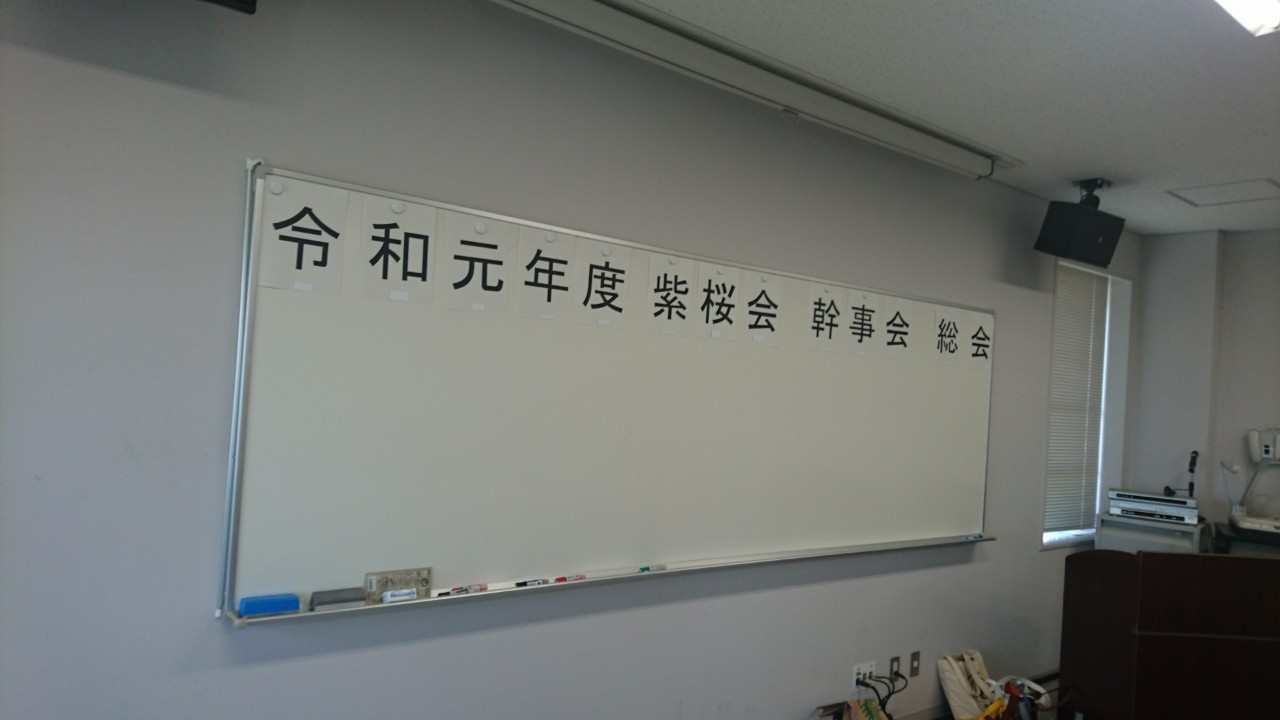 令和元年度 紫桜会 幹事会 総会